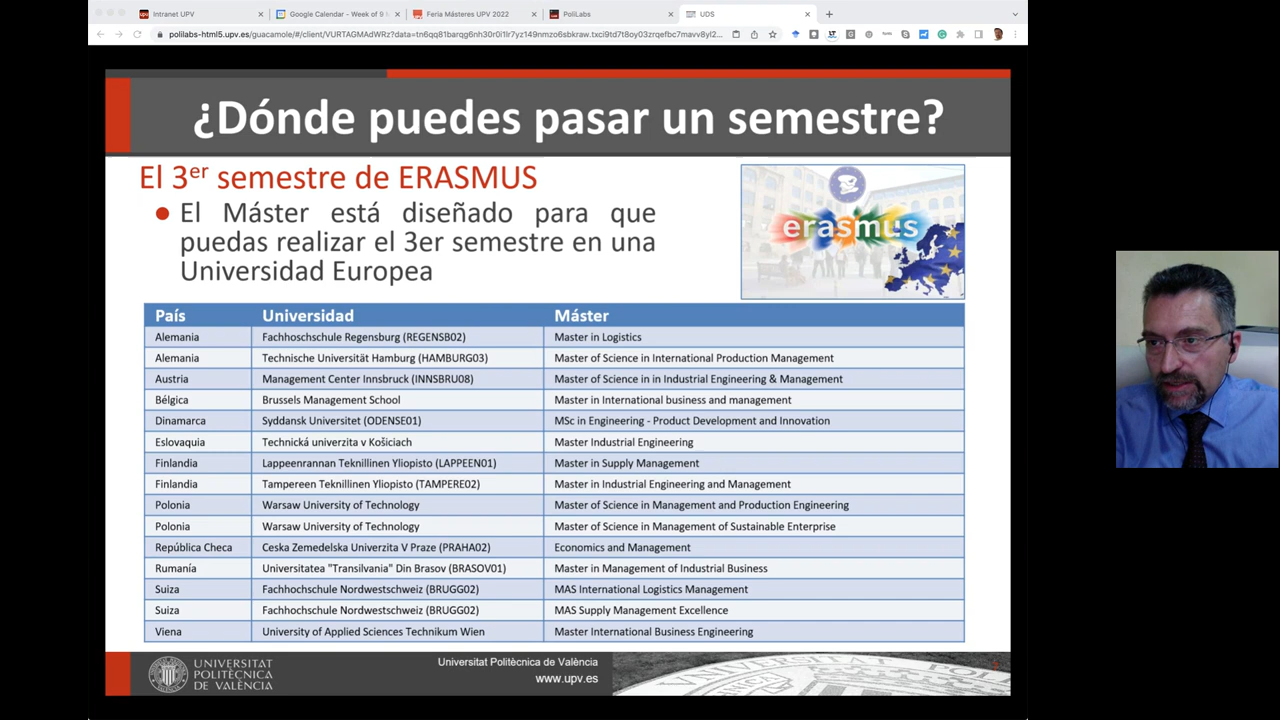 Intranet UPV
Google Calendar - Week of 9 M
Feria Másteres UPV 2022
PoliLabs
UDS
¿Dónde puedes pasar un semestre?
El 3er semestre de ERASMUS
El Máster está diseñado para que
puedas realizar el 3er semestre en una
Universidad Europea
erasmus
País Universidad Máster
Alemania Fachhoschschule Regensburg (REGENSB02) Master in Logistics
Alemania Technische Universität Hamburg (HAMBURG03) Master of Science in International Production Management
Austria Management Center Innsbruck (INNSBRU08) Master of Science in in Industrial Engineering & Management
Bélgica Brussels Management School Master in International business and management
Dinamarca Syddansk Universitet (ODENSE01) MSc in Engineering - Product Development and Innovation
Eslovaquia Technická univerzita v Košiciach Master Industrial Engineering
Finlandia Lappeenrannan Teknillinen Yliopisto (LAPPEEN01) Master in Supply Management
Finlandia Tampereen Teknillinen Yliopisto (TAMPERE02) Master in Industrial Engineering and Management
Polonia Warsaw University of Technology Master of Science in Management and Production Engineering
Polonia Warsaw University of Technology Master of Science in Management of Sustainable Enterprise
República Checa Ceska Zemedelska Univerzita V Praze (PRAHA02) Economics and Management
Rumanía Universitatea "Transilvania" Din Brasov (BRASOV01) Master in Management of Industrial Business
Suiza Fachhochschule Nordwestschweiz (BRUGG02) MAS International Logistics Management
Suiza Fachhochschule Nordwestschweiz (BRUGG02) MAS Supply Management Excellence
Viena University of Applied Sciences Technikum Wien Master International Business Engineering
UNIVERSITAT
POLITÈCNICA
DE VALÈNCIA
Universitat Politècnica de València
www.upv.es